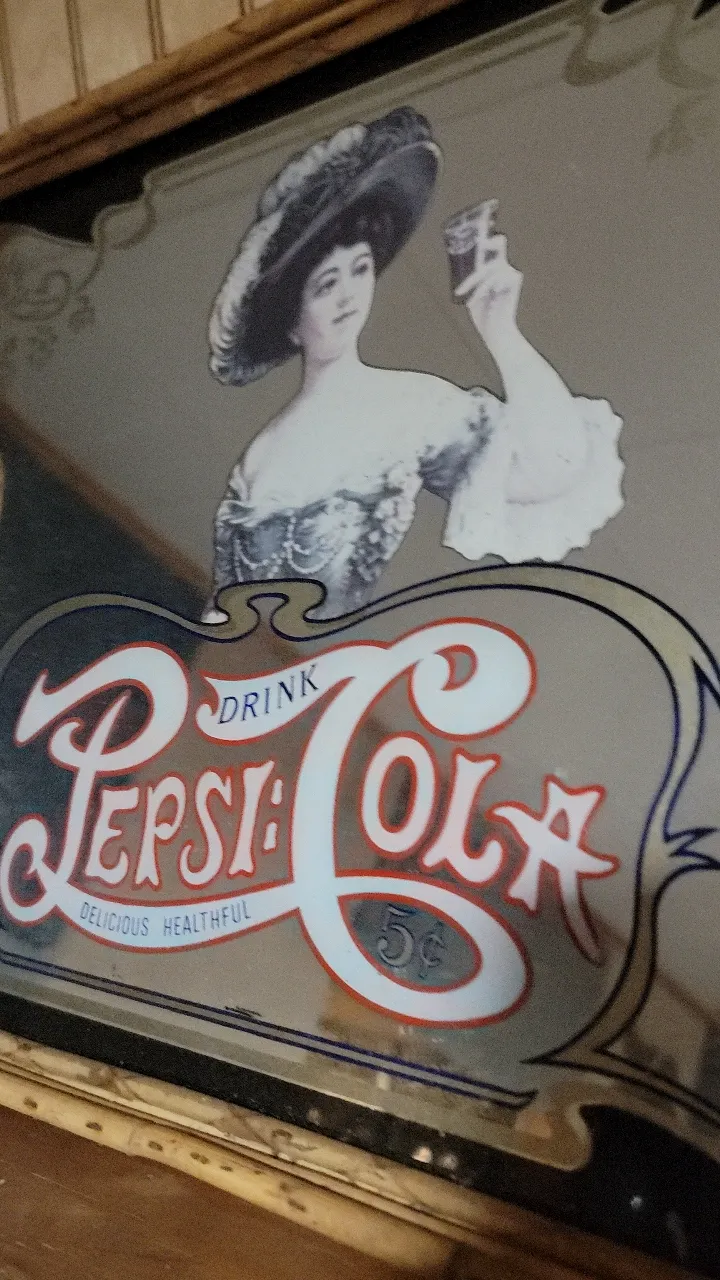 DRINK
PEPSI:COLA
DELICIOUS HEALTHFUL
5¢